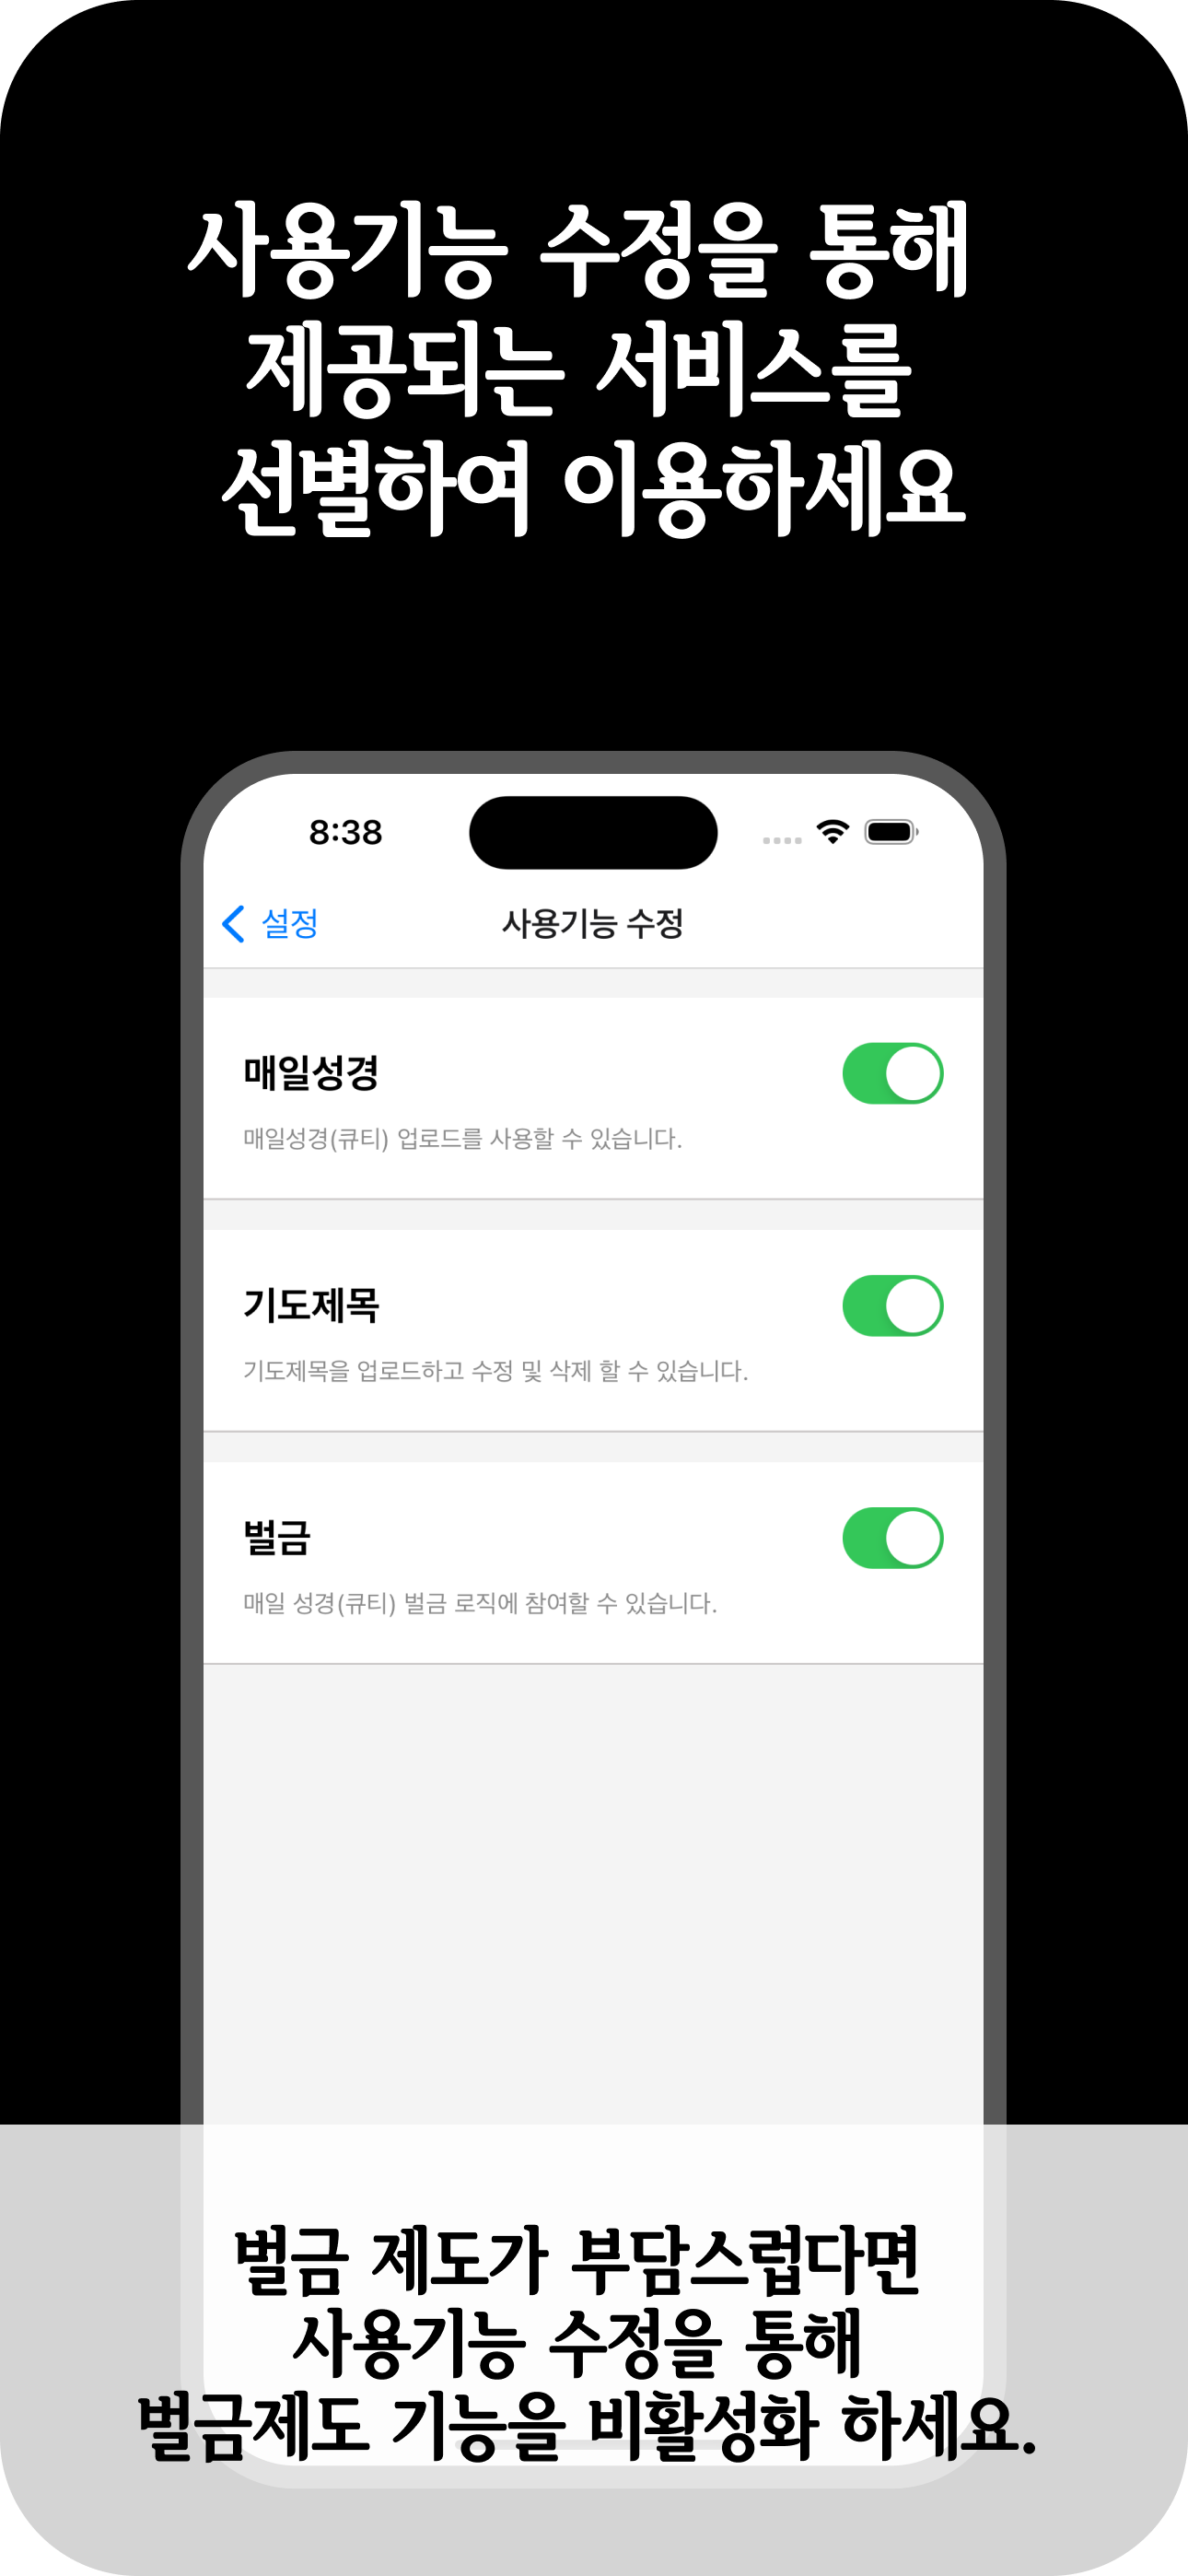 사용기능 수정을 통해
제공되는 서비스를
선별하여 이용하세요
8:38
설정
사용기능 수정
매일성경
매일성경(큐티) 업로드를 사용할 수 있습니다.
기도제목
기도제목을 업로드하고 수정 및 삭제 할 수 있습니다.
벌금
매일 성경(큐티) 벌금 로직에 참여할 수 있습니다.
벌금 제도가 부담스럽다면
사용기능 수정을 통해
벌금제도 기능을 비활성화 하세요.